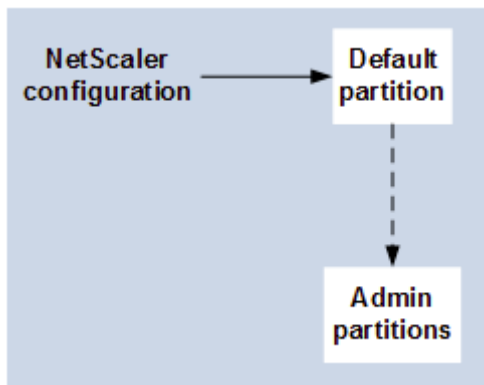 NetScaler
configuration
Default
partition
Admin
partitions